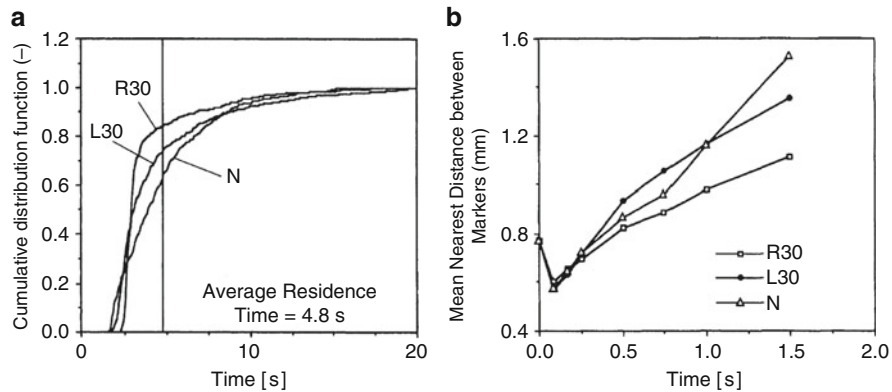 a
Cumulative distribution function (–)
1.2
1.0
0.8
0.6
0.4
0.2
0.0
R30
L30
N
Average Residence
Time = 4.8 s
0
5
10
15
20
Time [s]
b
Mean Nearest Distance between
Markers (mm)
1.6
1.2
0.8
0.4
R30
L30
N
0.0
0.5
1.0
1.5
2.0
Time [s]